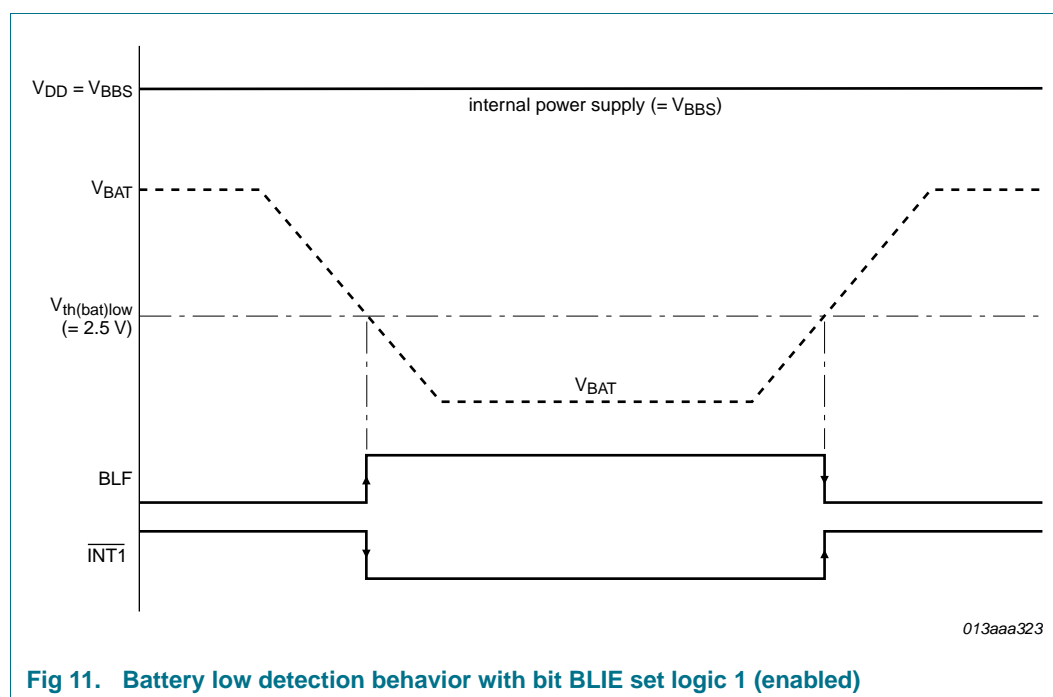 VDD = VBBS
internal power supply (= VBBS)
VBAT
Vth(bat)low
(= 2.5 V)
VBAT
BLF
INT1
013aaa323
Fig 11. Battery low detection behavior with bit BLIE set logic 1 (enabled)